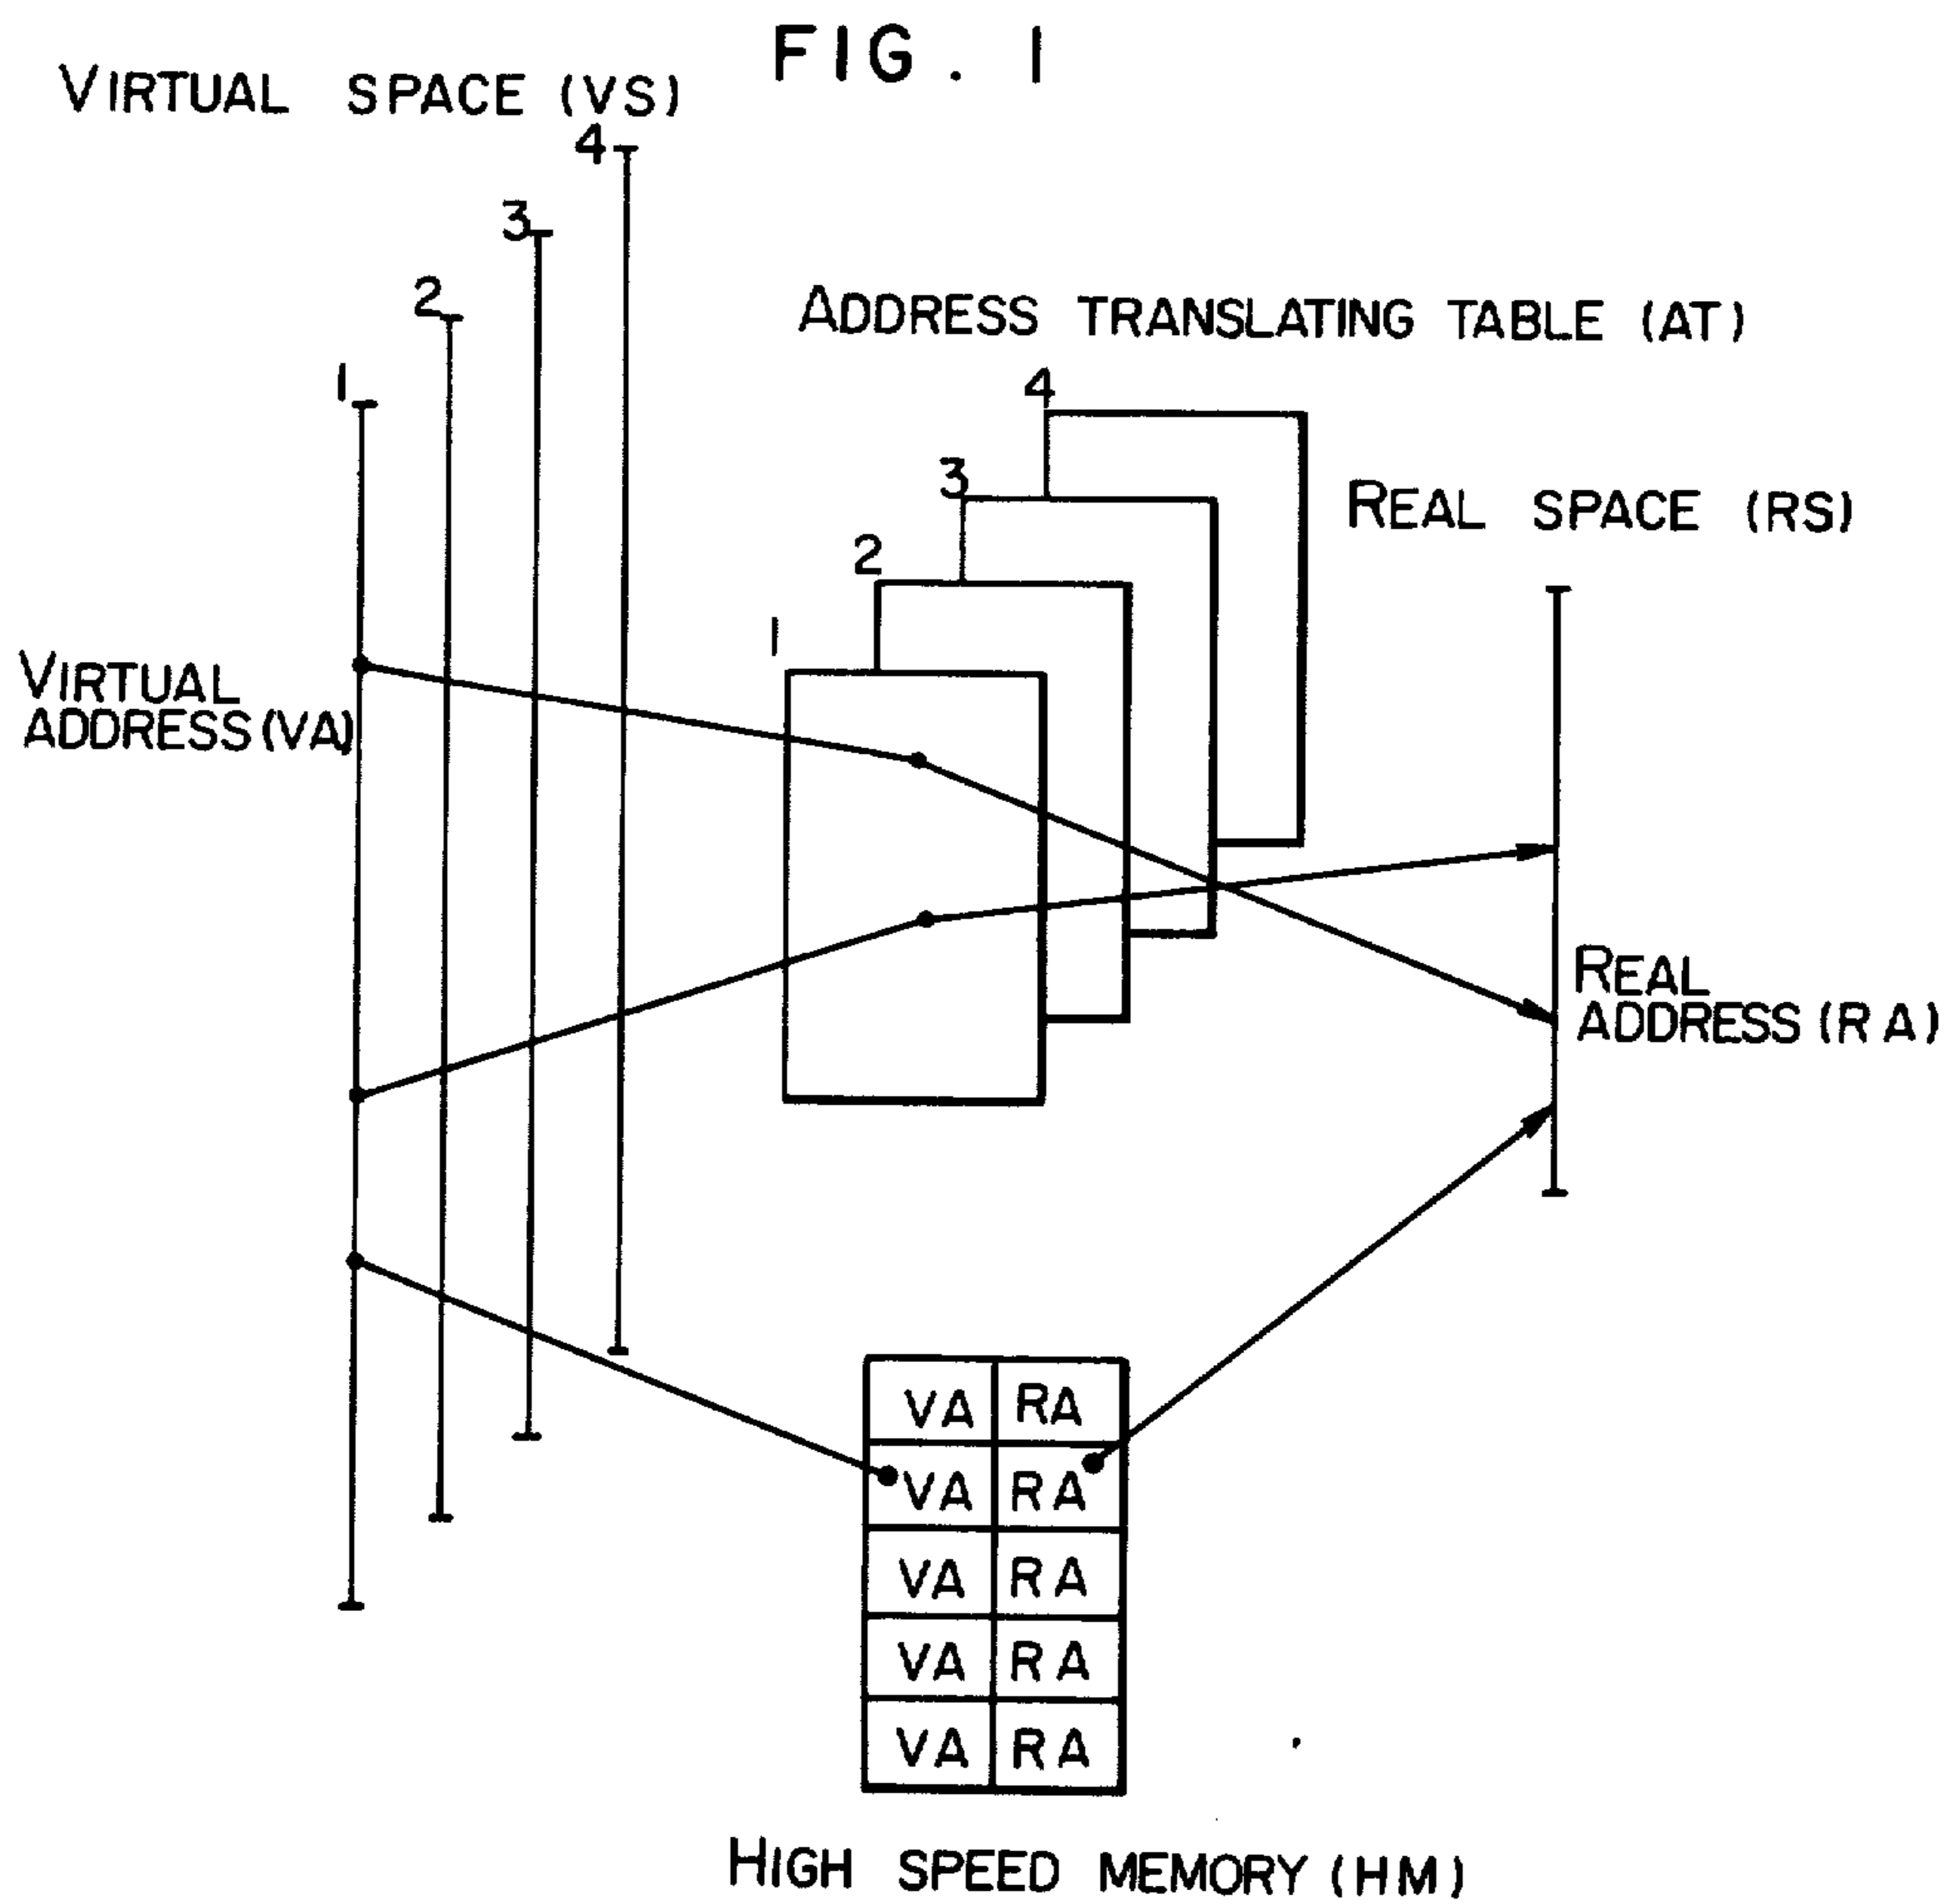 FIG. 1
VIRTUAL SPACE (VS)
4
3
2
1
ADDRESS TRANSLATING TABLE (AT)
4
3
2
1
REAL SPACE (RS)
VIRTUAL
ADDRESS (VA)
REAL
ADDRESS (RA)
VA RA
VA RA
VA RA
VA RA
VA RA
HIGH SPEED MEMORY (HM)